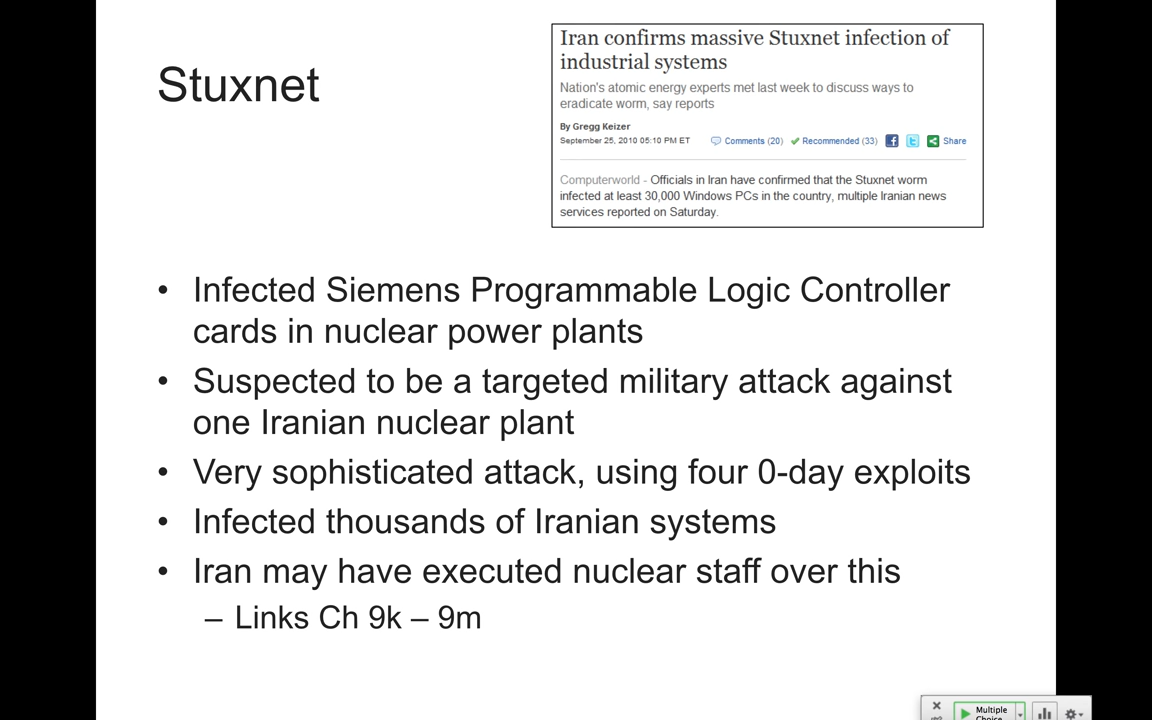 Stuxnet
Iran confirms massive Stuxnet infection of
industrial systems
Nation's atomic energy experts met last week to discuss ways to
eradicate worm, say reports
By Gregg Keizer
September 25, 2010 05:10 PM ET Comments (20) Recommended (33) Share
Computerworld - Officials in Iran have confirmed that the Stuxnet worm
infected at least 30,000 Windows PCs in the country, multiple Iranian news
services reported on Saturday.
• Infected Siemens Programmable Logic Controller
cards in nuclear power plants
• Suspected to be a targeted military attack against
one Iranian nuclear plant
• Very sophisticated attack, using four 0-day exploits
• Infected thousands of Iranian systems
• Iran may have executed nuclear staff over this
– Links Ch 9k – 9m
Multiple
Choice